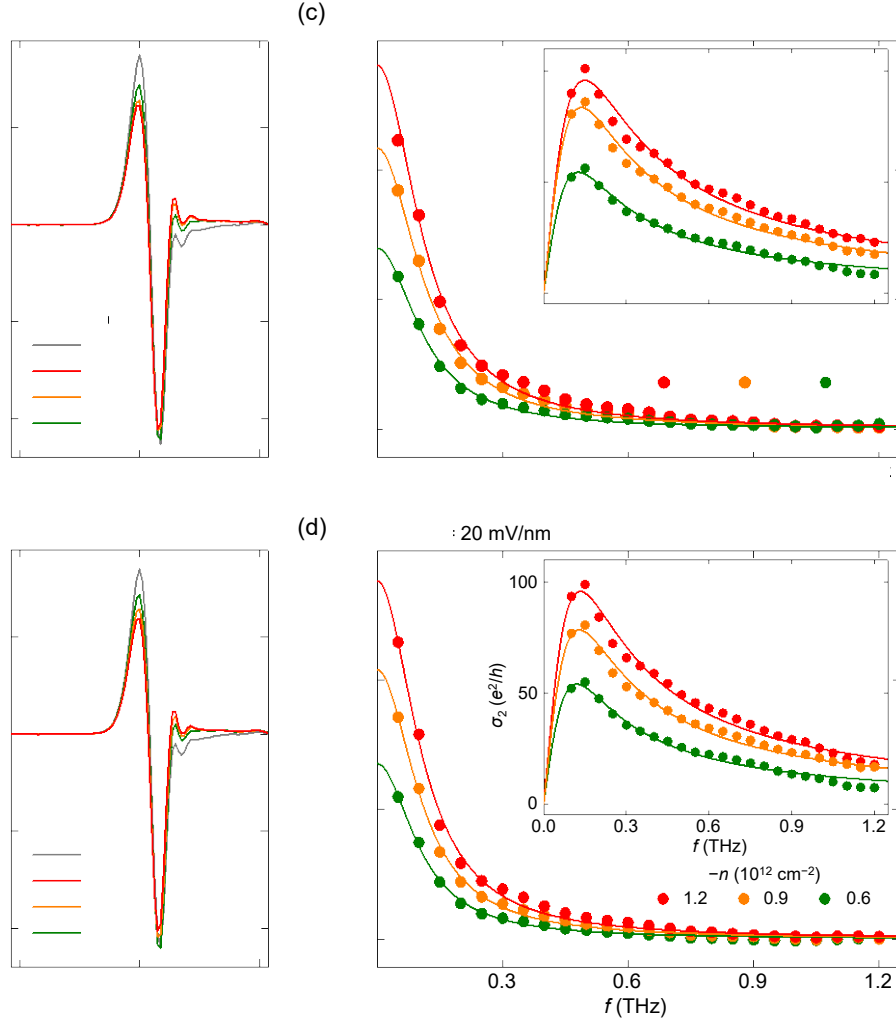 (c)
(d)
: 20 mV/nm
100
50
0
σ2 (e²/h)
0.0 0.3 0.6 0.9 1.2
f (THz)
−n (10¹² cm⁻²)
1.2 0.9 0.6
0.3 0.6 0.9 1.2
f (THz)